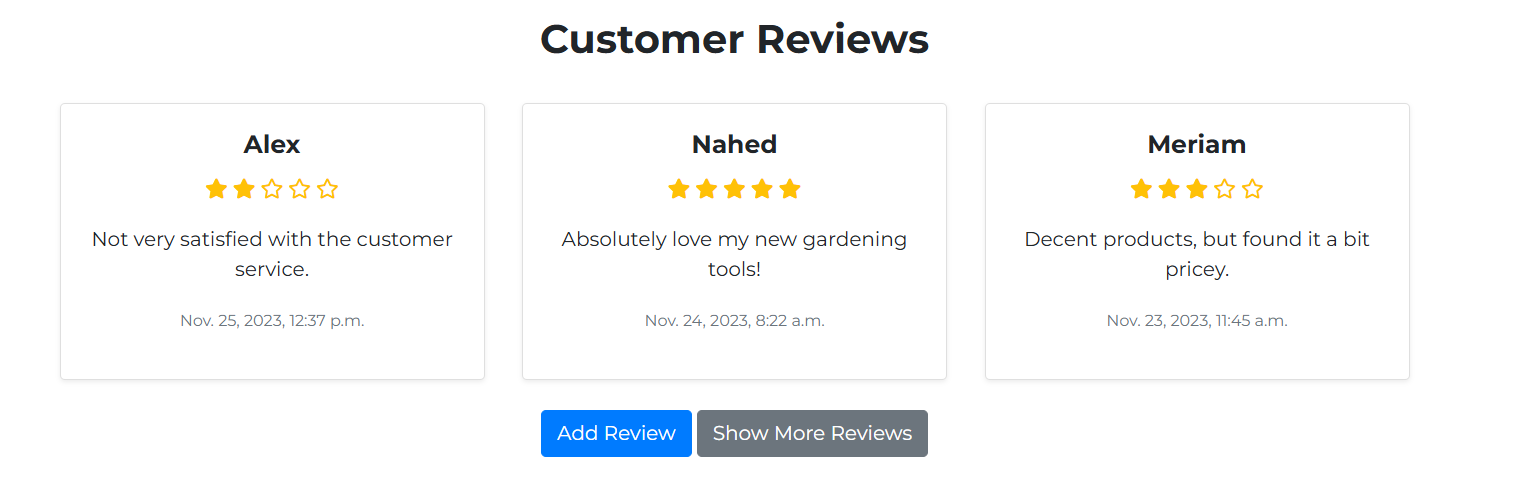 Customer Reviews
Alex
Not very satisfied with the customer
service.
Nov. 25, 2023, 12:37 p.m.
Nahed
Absolutely love my new gardening
tools!
Nov. 24, 2023, 8:22 a.m.
Meriam
Decent products, but found it a bit
pricey.
Nov. 23, 2023, 11:45 a.m.
Add Review
Show More Reviews